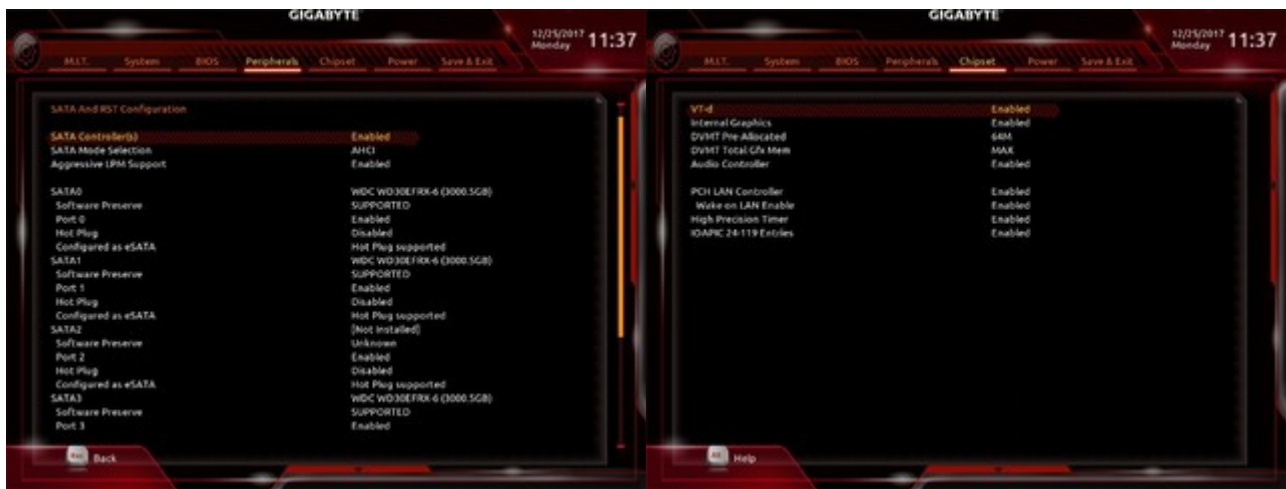 GIGABYTE
12/25/2017 Monday 11:37
M.I.T. System BIOS Peripherals Chipset Power Save & Exit
SATA And RST Configuration
SATA Controller(s) Enabled
SATA Mode Selection AHCI
Aggressive LPM Support Enabled
SATA0 WDC WD30EFRX-6 (3000.5GB)
Software Preserve SUPPORTED
Port 0 Enabled
Hot Plug Disabled
Configured as eSATA Hot Plug supported
SATA1 WDC WD30EFRX-6 (3000.5GB)
Software Preserve SUPPORTED
Port 1 Enabled
Hot Plug Disabled
Configured as eSATA Hot Plug supported
SATA2 [Not Installed]
Software Preserve Unknown
Port 2 Enabled
Hot Plug Disabled
Configured as eSATA Hot Plug supported
SATA3 WDC WD30EFRX-6 (3000.5GB)
Software Preserve SUPPORTED
Port 3 Enabled
Esc Back
GIGABYTE
12/25/2017 Monday 11:37
M.I.T. System BIOS Peripherals Chipset Power Save & Exit
VT-d Enabled
Internal Graphics Enabled
DVMT Pre-Allocated 64M
DVMT Total Gfx Mem MAX
Audio Controller Enabled
PCH LAN Controller Enabled
Wake on LAN Enable Enabled
High Precision Timer Enabled
IOAPIC 24-119 Entries Enabled
Help